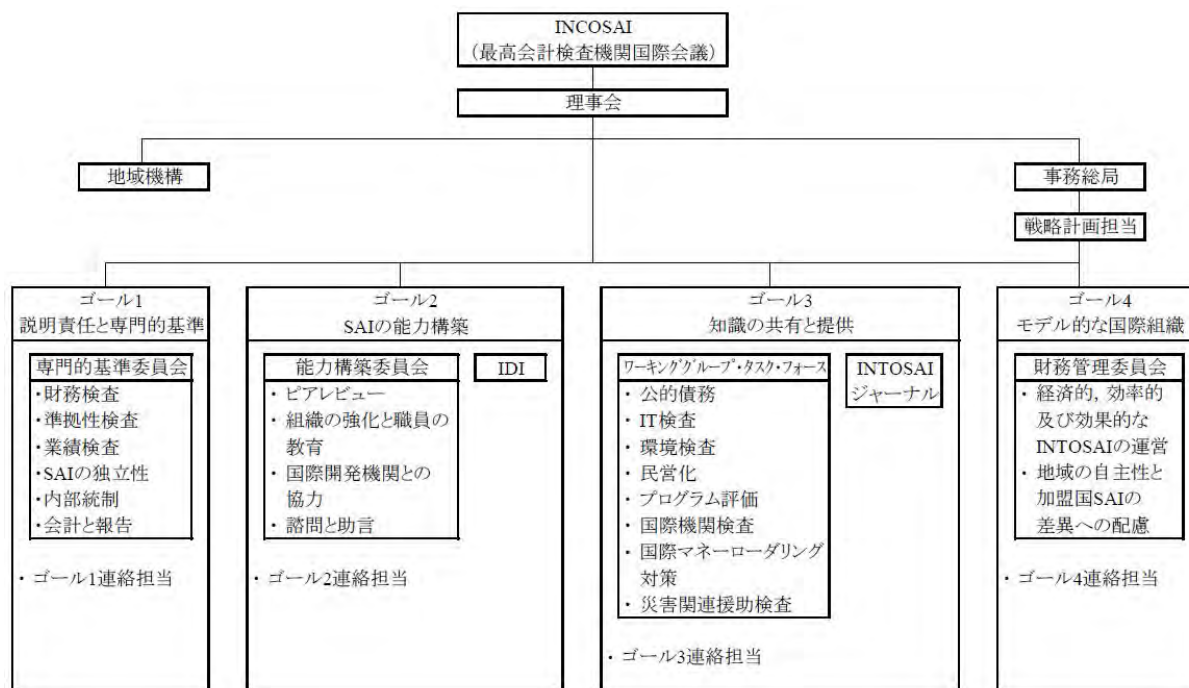 INCOSAI
（最高会計検査機関国際会議）
理事会
地域機構
事務総局
戦略計画担当
ゴール1
説明責任と専門的基準
専門的基準委員会
・財務検査
・準拠性検査
・業績検査
・SAIの独立性
・内部統制
・会計と報告
・ゴール1連絡担当
ゴール2
SAIの能力構築
能力構築委員会
・ ピアレビュー
・ 組織の強化と職員の
教育
・ 国際開発機関との
協力
・ 諮問と助言
IDI
・ゴール2連絡担当
ゴール3
知識の共有と提供
ワーキンググループ・タスク・フォース
・ 公的債務
・ IT検査
・ 環境検査
・ 民営化
・ プログラム評価
・ 国際機関検査
・ 国際マネーローダリング
対策
・ 災害関連援助検査
INTOSAI
ジャーナル
・ゴール3連絡担当
ゴール4
モデル的な国際組織
財務管理委員会
・ 経済的，効率的
及び効果的な
INTOSAIの運営
・ 地域の自主性と
加盟国SAIの
差異への配慮
・ゴール4連絡担当